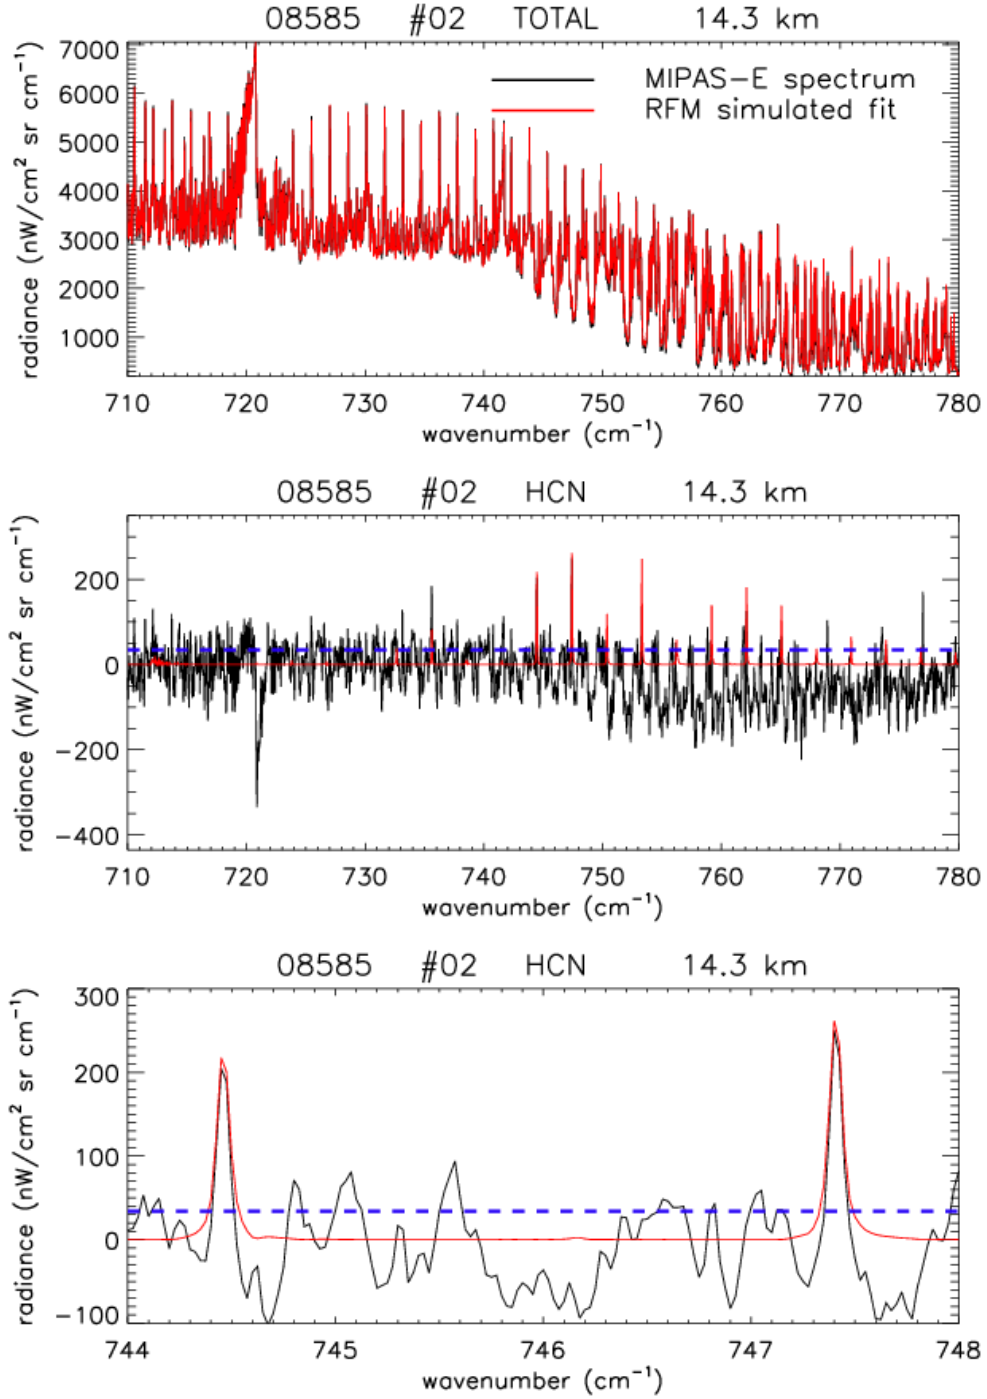 08585 #02 TOTAL 14.3 km
MIPAS-E spectrum
RFM simulated fit
radiance (nW/cm² sr cm⁻¹)
7000
6000
5000
4000
3000
2000
1000
710 720 730 740 750 760 770 780
wavenumber (cm⁻¹)
08585 #02 HCN 14.3 km
radiance (nW/cm² sr cm⁻¹)
200
0
-200
-400
710 720 730 740 750 760 770 780
wavenumber (cm⁻¹)
08585 #02 HCN 14.3 km
radiance (nW/cm² sr cm⁻¹)
300
200
100
0
-100
744 745 746 747 748
wavenumber (cm⁻¹)